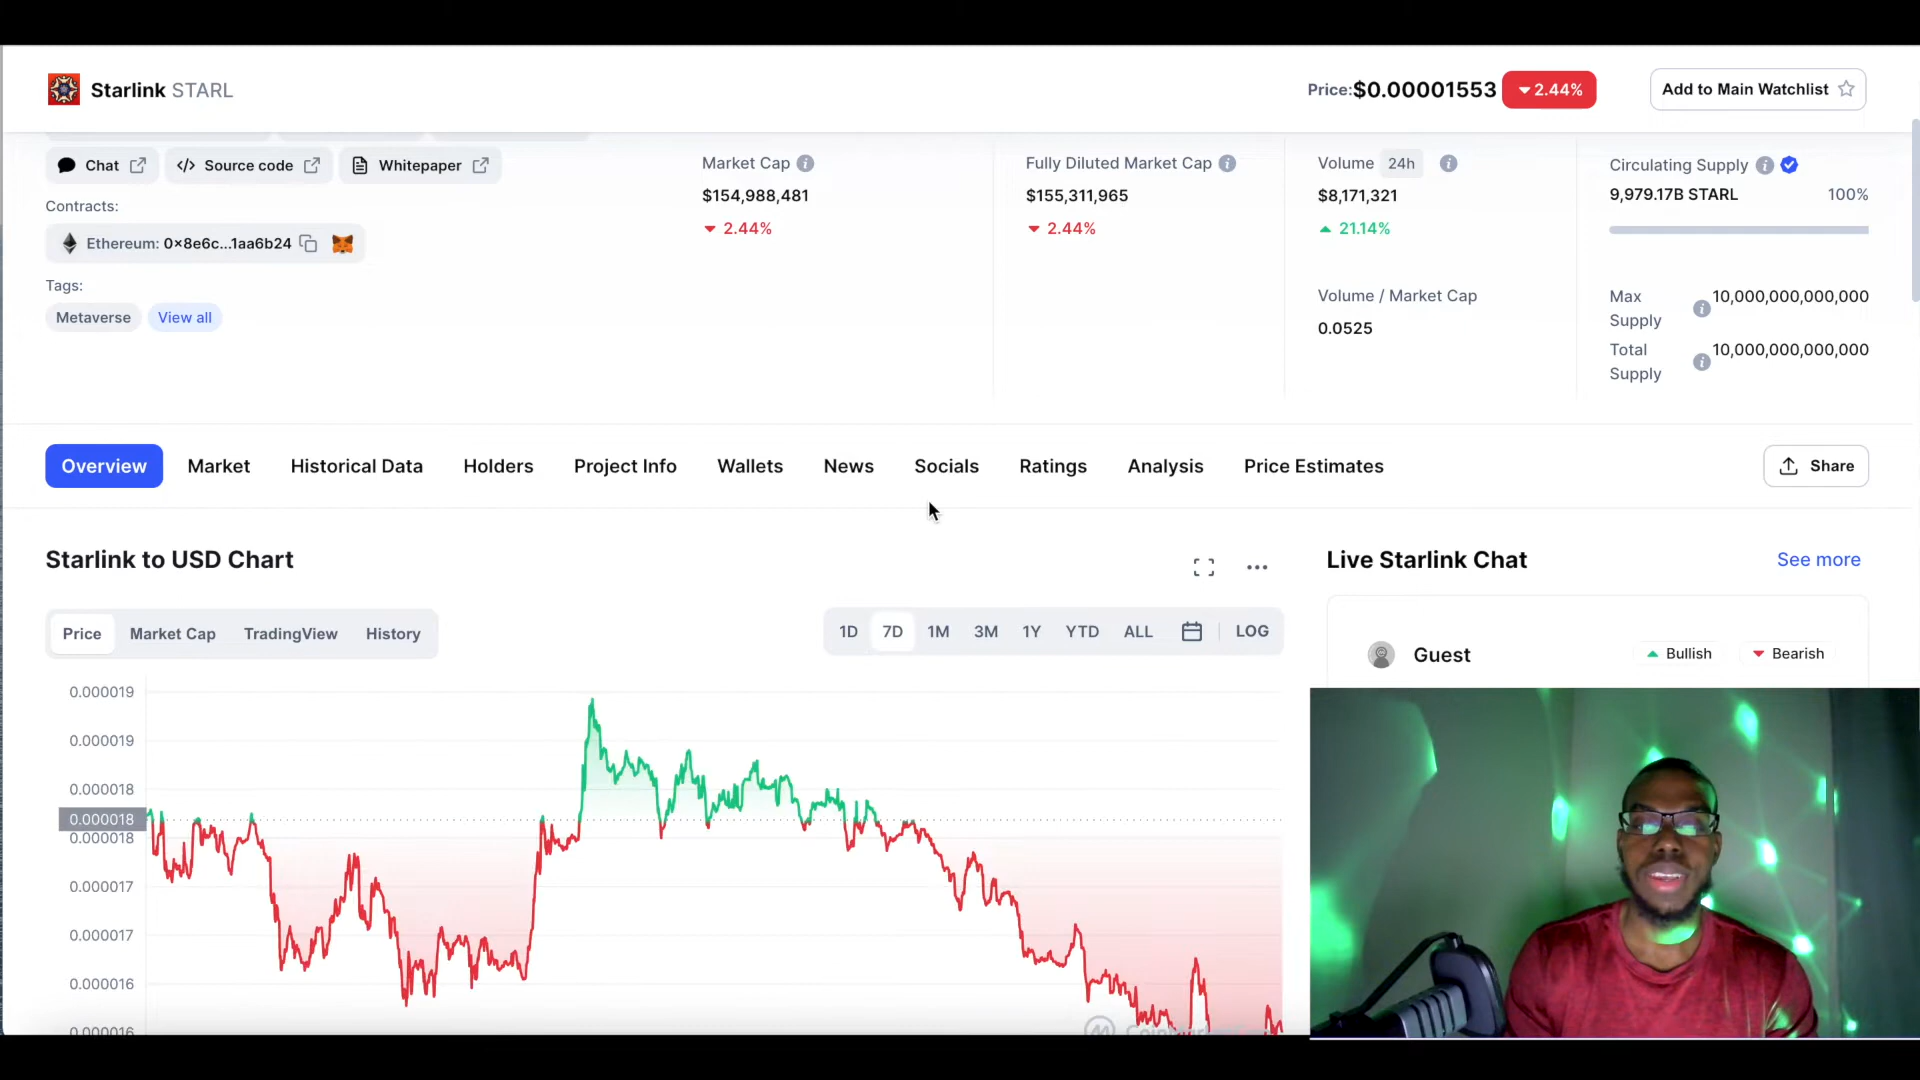 Starlink STARL
Price:$0.00001553 2.44%
Add to Main Watchlist
Chat
Source code
Whitepaper
Contracts:
Ethereum: 0×8e6c...1aa6b24
Tags:
Metaverse
View all
Market Cap
$154,988,481
2.44%
Fully Diluted Market Cap
$155,311,965
2.44%
Volume 24h
$8,171,321
21.14%
Volume / Market Cap
0.0525
Circulating Supply
9,979.17B STARL 100%
Max Supply 10,000,000,000,000
Total Supply 10,000,000,000,000
Overview Market Historical Data Holders Project Info Wallets News Socials Ratings Analysis Price Estimates
Share
Starlink to USD Chart
Price Market Cap TradingView History
1D 7D 1M 3M 1Y YTD ALL LOG
0.000019
0.000019
0.000018
0.000018
0.000018
0.000017
0.000017
0.000016
0.000016
Live Starlink Chat
See more
Guest
Bullish
Bearish